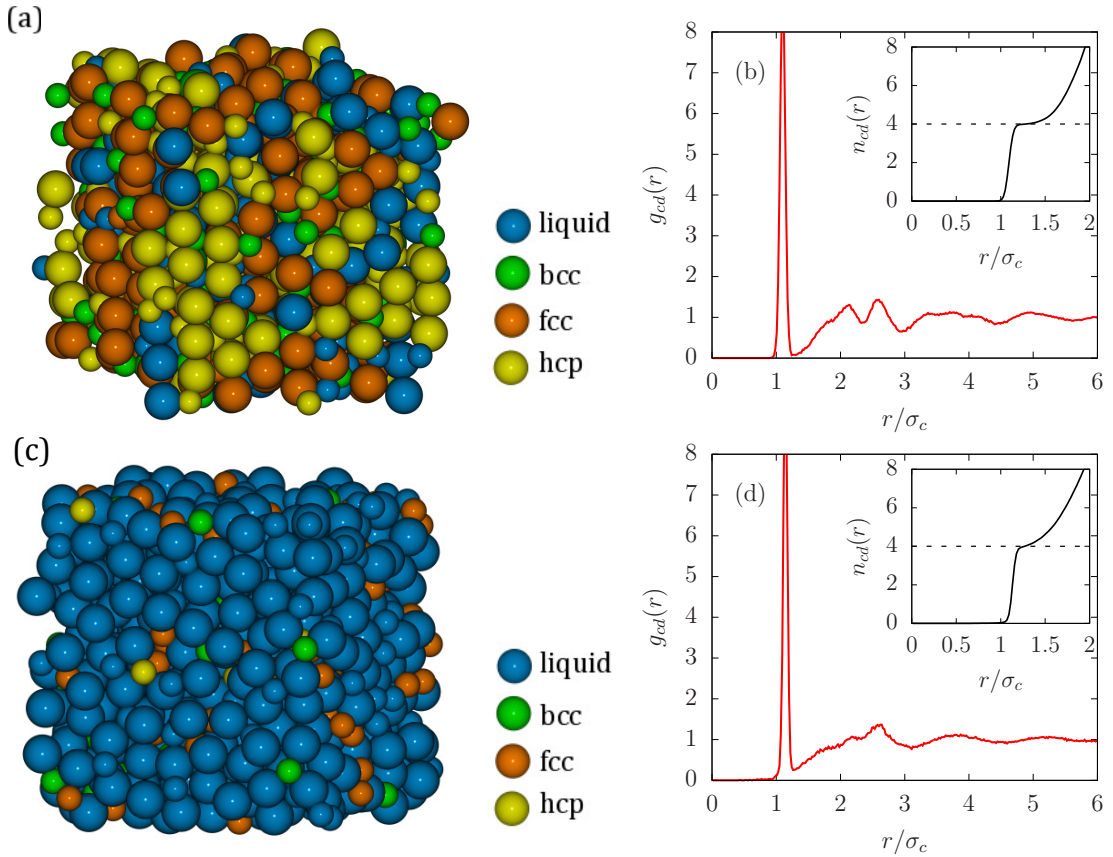 (a)
liquid
bcc
fcc
hcp
(b)
g_cd(r)
8
7
6
5
4
3
2
1
0
0 1 2 3 4 5 6
r/σ_c
n_cd(r)
8
6
4
2
0
0 0.5 1 1.5 2
r/σ_c
(c)
liquid
bcc
fcc
hcp
(d)
g_cd(r)
8
7
6
5
4
3
2
1
0
0 1 2 3 4 5 6
r/σ_c
n_cd(r)
8
6
4
2
0
0 0.5 1 1.5 2
r/σ_c